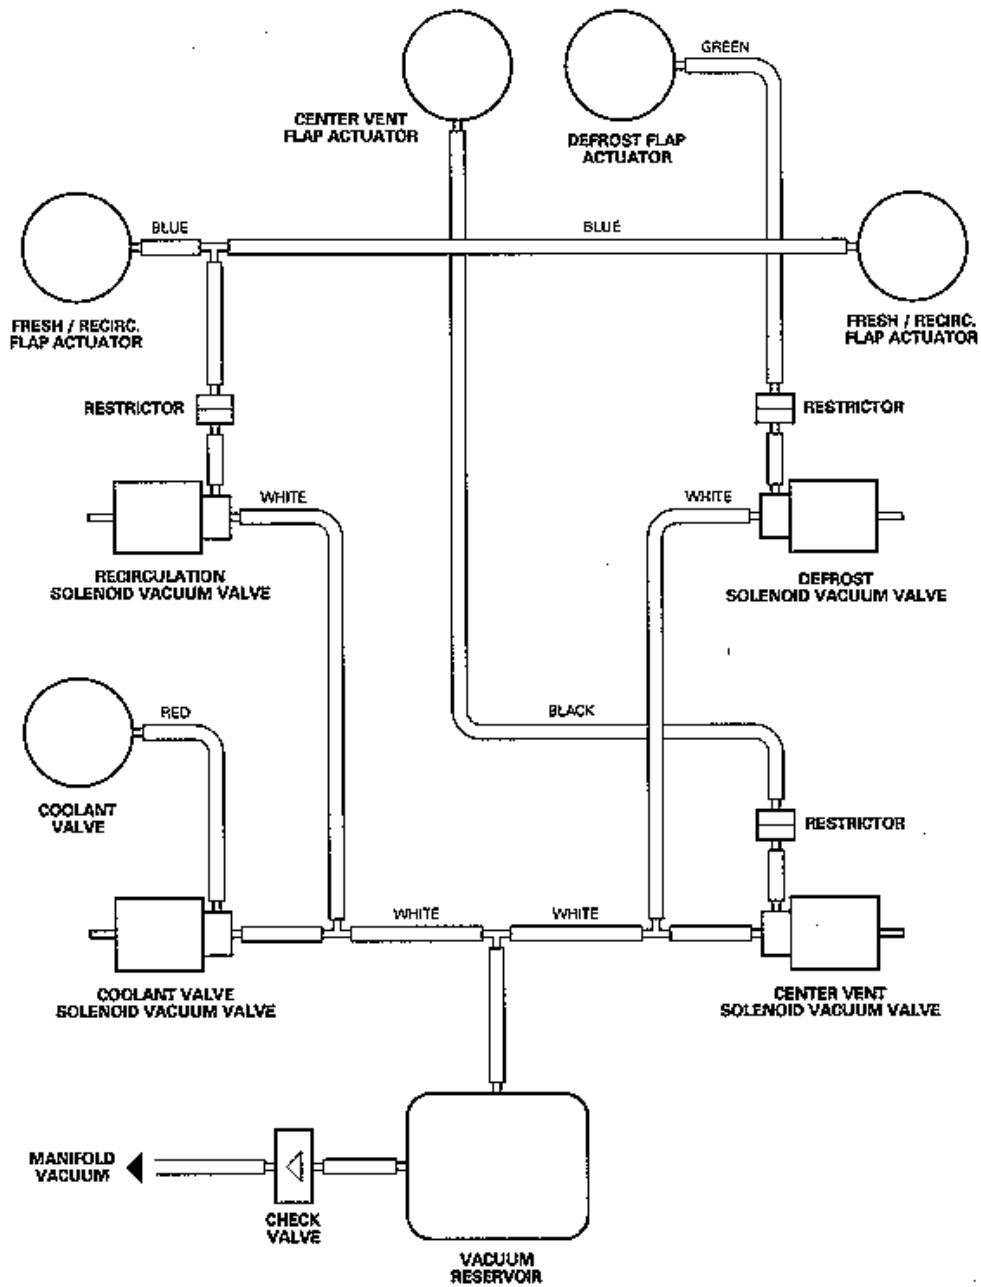 GREEN
CENTER VENT
FLAP ACTUATOR
DEFROST FLAP
ACTUATOR
BLUE
BLUE
FRESH / RECIRC.
FLAP ACTUATOR
FRESH / RECIRC.
FLAP ACTUATOR
RESTRICTOR
RESTRICTOR
WHITE
WHITE
RECIRCULATION
SOLENOID VACUUM VALVE
DEFROST
SOLENOID VACUUM VALVE
RED
BLACK
COOLANT
VALVE
RESTRICTOR
WHITE
WHITE
COOLANT VALVE
SOLENOID VACUUM VALVE
CENTER VENT
SOLENOID VACUUM VALVE
MANIFOLD
VACUUM
CHECK
VALVE
VACUUM
RESERVOIR